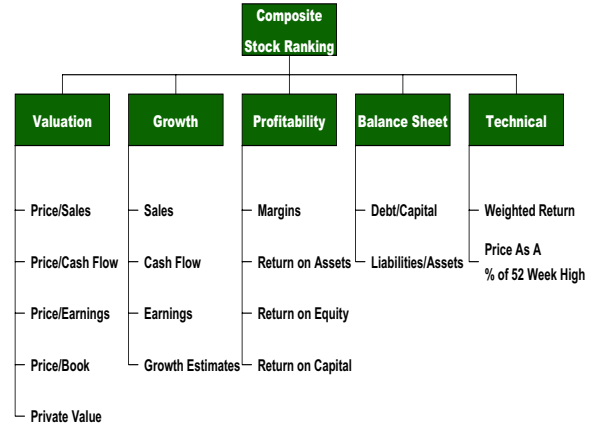 Composite
Stock Ranking
Valuation
Growth
Profitability
Balance Sheet
Technical
Price/Sales
Price/Cash Flow
Price/Earnings
Price/Book
Private Value
Sales
Cash Flow
Earnings
Growth Estimates
Margins
Return on Assets
Return on Equity
Return on Capital
Debt/Capital
Liabilities/Assets
Weighted Return
Price As A
% of 52 Week High